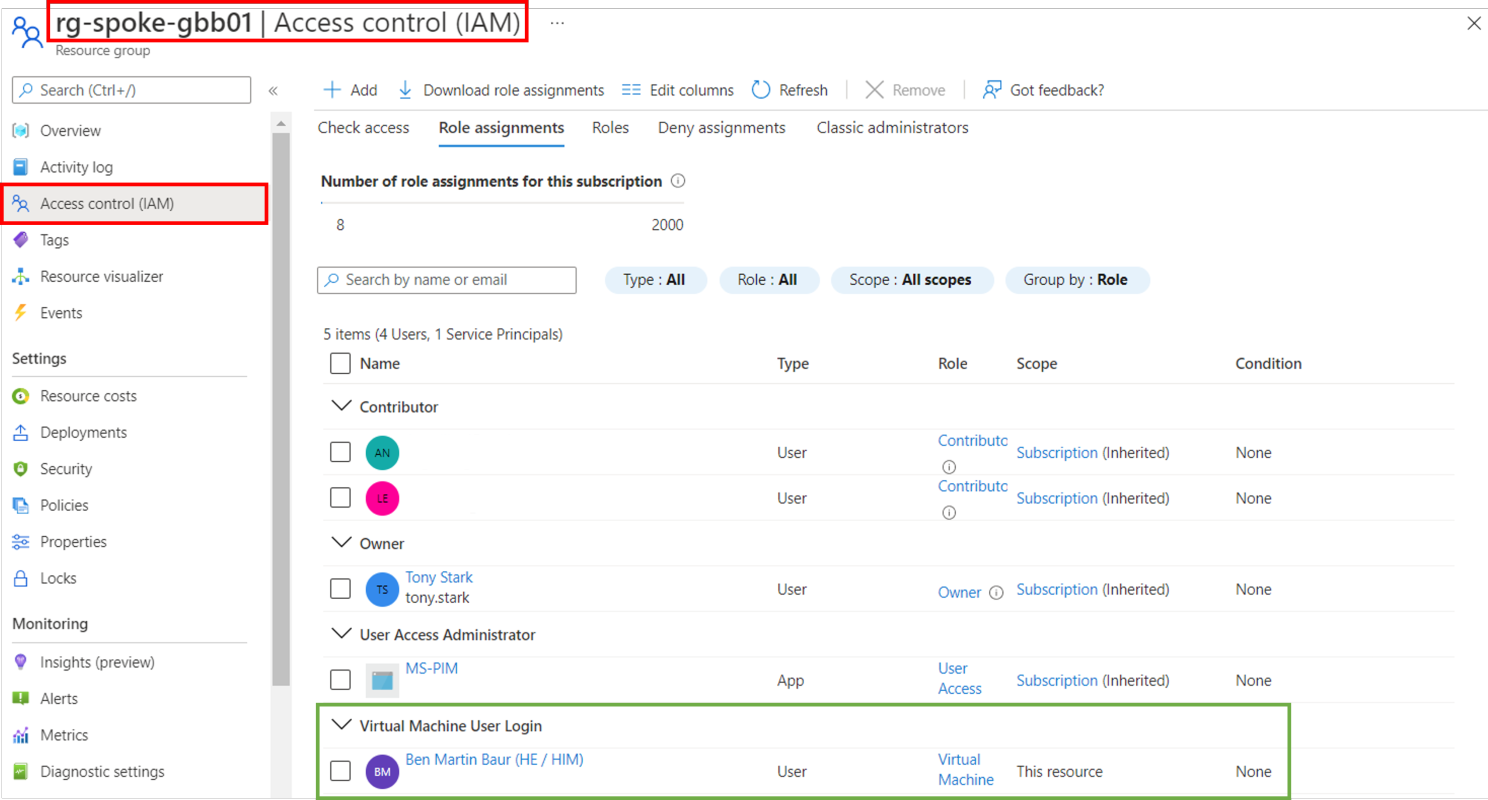 rg-spoke-gbb01 | Access control (IAM) ...
Resource group
Search (Ctrl+/)
«
Overview
Activity log
Access control (IAM)
Tags
Resource visualizer
Events
Settings
Resource costs
Deployments
Security
Policies
Properties
Locks
Monitoring
Insights (preview)
Alerts
Metrics
Diagnostic settings
Add Download role assignments Edit columns Refresh Remove Got feedback?
Check access Role assignments Roles Deny assignments Classic administrators
Number of role assignments for this subscription
8 2000
Search by name or email Type : All Role : All Scope : All scopes Group by : Role
5 items (4 Users, 1 Service Principals)
Name Type Role Scope Condition
Contributor
AN User Contributo Subscription (Inherited) None
LE User Contributo Subscription (Inherited) None
Owner
TS Tony Stark User Owner Subscription (Inherited) None
tony.stark
User Access Administrator
MS-PIM App User Subscription (Inherited) None
Access
Virtual Machine User Login
BM Ben Martin Baur (HE / HIM) User Virtual This resource None
Machine